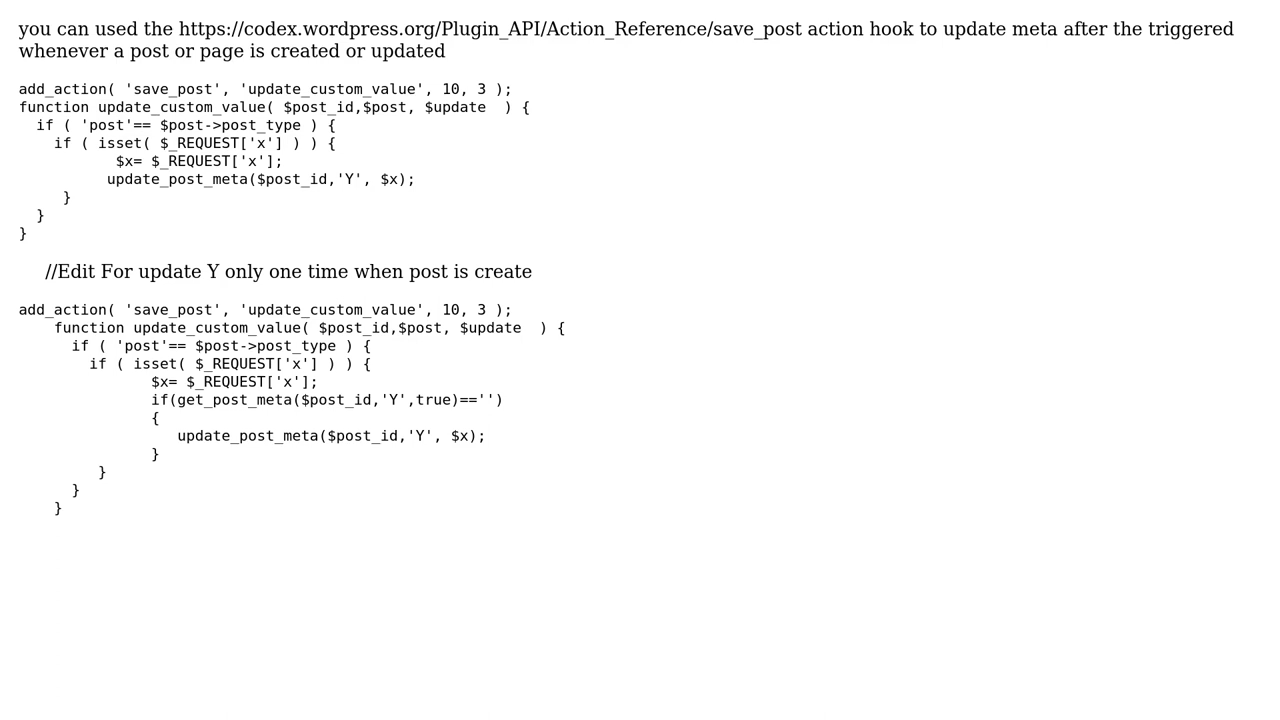 you can used the https://codex.wordpress.org/Plugin_API/Action_Reference/save_post action hook to update meta after the triggered
whenever a post or page is created or updated
add_action( 'save_post', 'update_custom_value', 10, 3 );
function update_custom_value( $post_id,$post, $update  ) {
  if ( 'post'== $post->post_type ) {
    if ( isset( $_REQUEST['x'] ) ) {
           $x= $_REQUEST['x'];
          update_post_meta($post_id,'Y', $x);
     }
  }
}
//Edit For update Y only one time when post is create
add_action( 'save_post', 'update_custom_value', 10, 3 );
    function update_custom_value( $post_id,$post, $update  ) {
      if ( 'post'== $post->post_type ) {
        if ( isset( $_REQUEST['x'] ) ) {
               $x= $_REQUEST['x'];
               if(get_post_meta($post_id,'Y',true)=='')
               {
                  update_post_meta($post_id,'Y', $x);
               }
         }
      }
    }